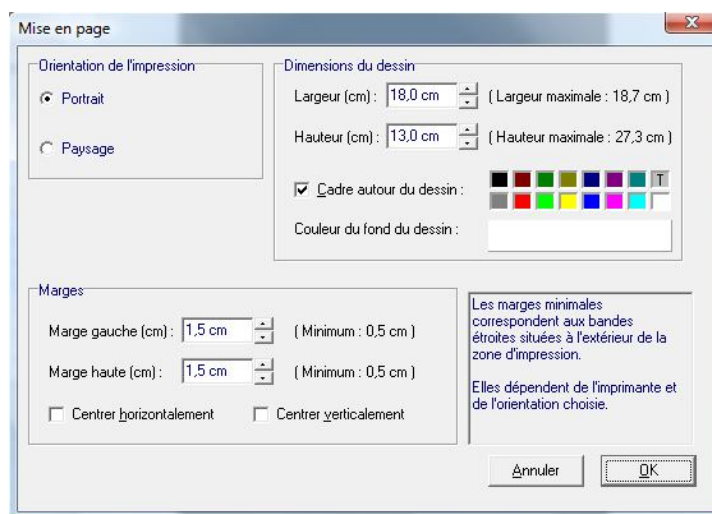 Mise en page
X
Orientation de l'impression
Portrait
Paysage
Dimensions du dessin
Largeur (cm) : 18,0 cm ( Largeur maximale : 18,7 cm )
Hauteur (cm) : 13,0 cm ( Hauteur maximale : 27,3 cm )
Cadre autour du dessin :
T
Couleur du fond du dessin :
Marges
Marge gauche (cm) : 1,5 cm ( Minimum : 0,5 cm )
Marge haute (cm) : 1,5 cm ( Minimum : 0,5 cm )
Centrer horizontalement Centrer verticalement
Les marges minimales
correspondent aux bandes
étroites situées à l'extérieur de la
zone d'impression.
Elles dépendent de l'imprimante et
de l'orientation choisie.
Annuler OK